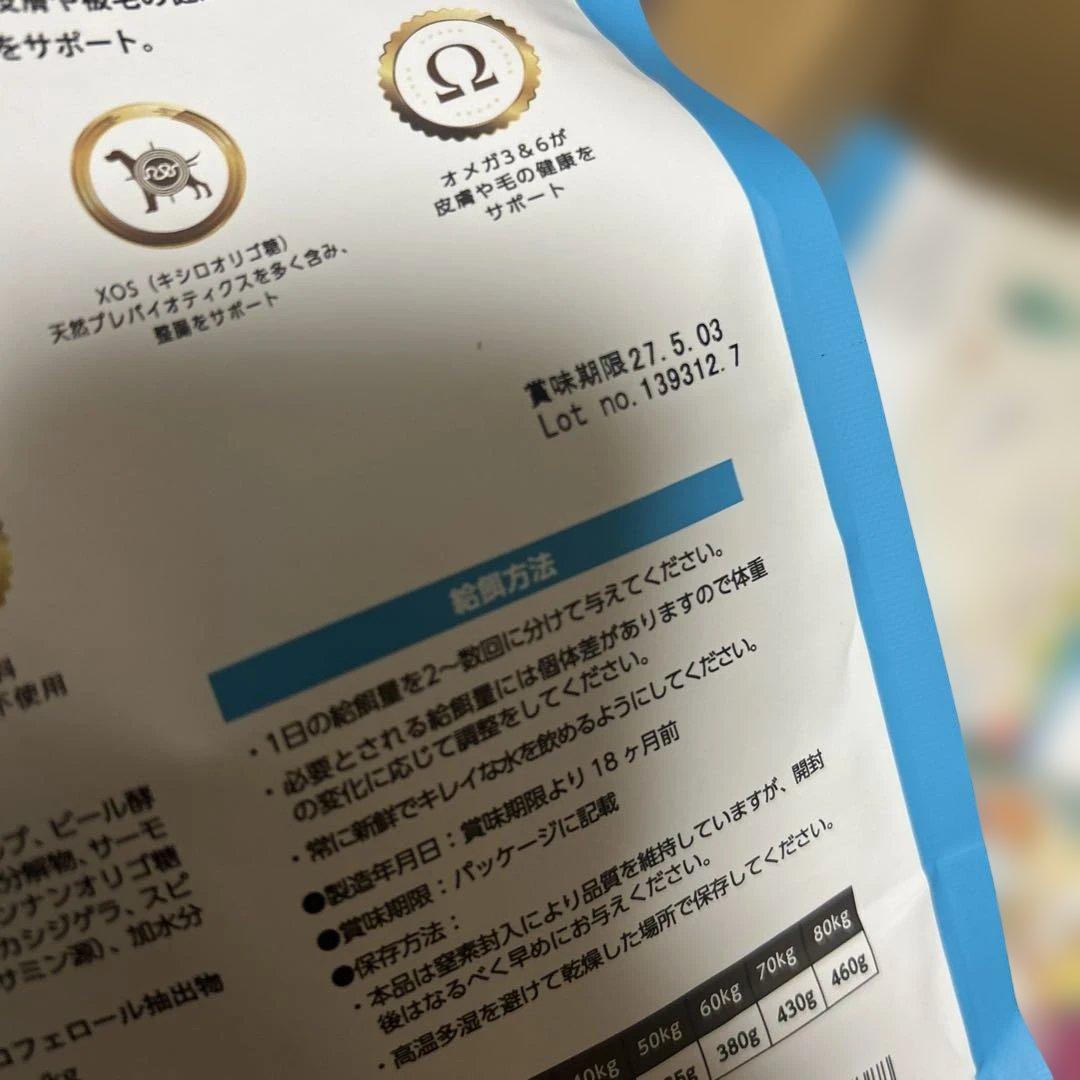 をサポート。
Ω
オメガ3&6が
皮膚や毛の健康を
サポート
XOS（キシロオリゴ糖）
天然プレバイオティクスを多く含み、
整腸をサポート
賞味期限27.5.03
Lot no.139312.7
給餌方法
・1日の給餌量を2～数回に分けて与えてください。
・必要とされる給餌量には個体差がありますので体重
の変化に応じて調整をしてください。
・常に新鮮でキレイな水を飲めるようにしてください。
●製造年月日：賞味期限より 18 ヶ月前
●賞味期限：パッケージに記載
●保存方法：
・本品は窒素封入により品質を維持していますが、開封
後はなるべく早めにお与えください。
・高温多湿を避けて乾燥した場所で保存してください。
40kg 50kg 60kg 70kg 80kg
380g 430g 460g
不使用
ップ、ビール酵
分解物、サーモ
ンナンオリゴ糖
カシジゲラ、スピ
サミン源）、加水分
コフェロール抽出物